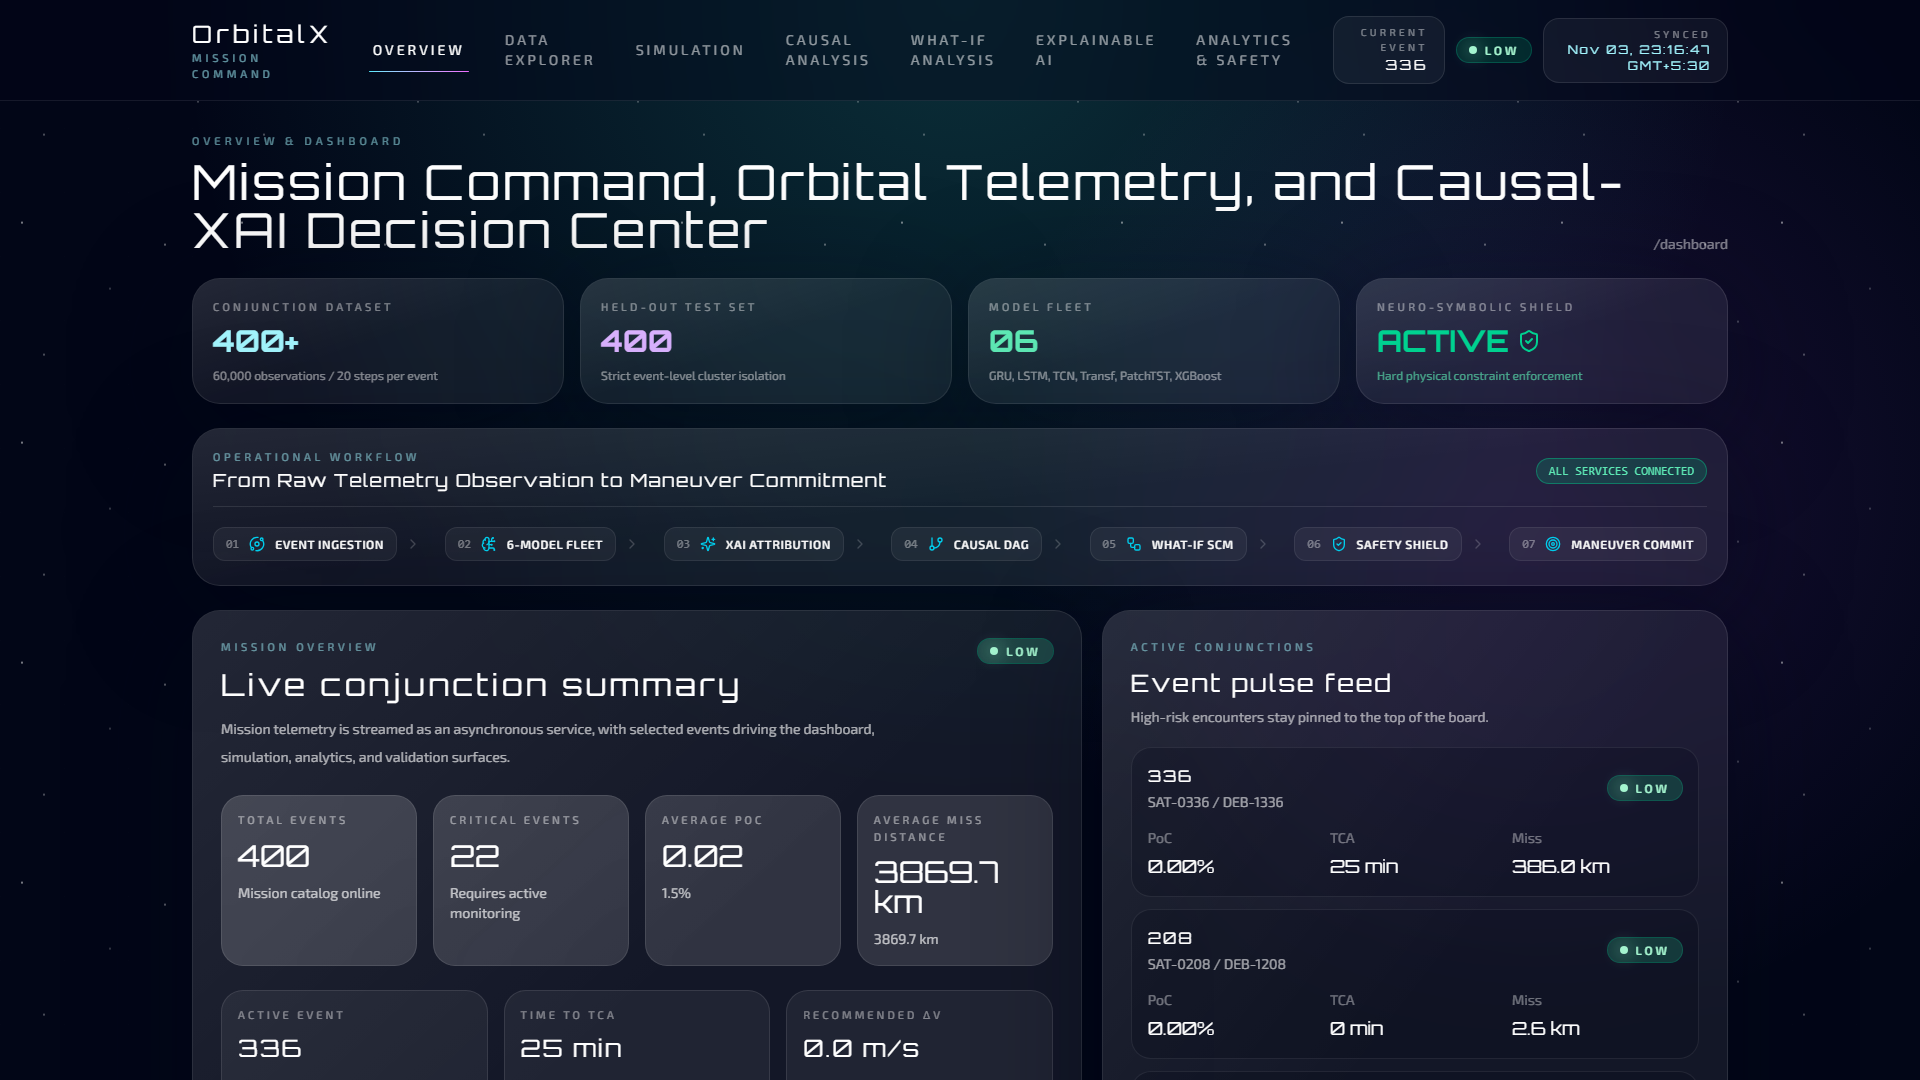 OrbitalX
MISSION
COMMAND
OVERVIEW
DATA
EXPLORER
SIMULATION
CAUSAL
ANALYSIS
WHAT-IF
ANALYSIS
EXPLAINABLE
AI
ANALYTICS
& SAFETY
CURRENT
EVENT
336
LOW
SYNCED
Nov 03, 23:16:47
GMT+5:30
OVERVIEW & DASHBOARD
Mission Command, Orbital Telemetry, and Causal-
XAI Decision Center
/dashboard
CONJUNCTION DATASET
400+
60,000 observations / 20 steps per event
HELD-OUT TEST SET
400
Strict event-level cluster isolation
MODEL FLEET
06
GRU, LSTM, TCN, Transf, PatchTST, XGBoost
NEURO-SYMBOLIC SHIELD
ACTIVE
Hard physical constraint enforcement
OPERATIONAL WORKFLOW
From Raw Telemetry Observation to Maneuver Commitment
ALL SERVICES CONNECTED
01 EVENT INGESTION
02 6-MODEL FLEET
03 XAI ATTRIBUTION
04 CAUSAL DAG
05 WHAT-IF SCM
06 SAFETY SHIELD
07 MANEUVER COMMIT
MISSION OVERVIEW
LOW
Live conjunction summary
Mission telemetry is streamed as an asynchronous service, with selected events driving the dashboard,
simulation, analytics, and validation surfaces.
TOTAL EVENTS
400
Mission catalog online
CRITICAL EVENTS
22
Requires active
monitoring
AVERAGE POC
0.02
1.5%
AVERAGE MISS
DISTANCE
3869.7
km
3869.7 km
ACTIVE EVENT
336
TIME TO TCA
25 min
RECOMMENDED ΔV
0.0 m/s
ACTIVE CONJUNCTIONS
Event pulse feed
High-risk encounters stay pinned to the top of the board.
336
SAT-0336 / DEB-1336
LOW
PoC TCA Miss
0.00% 25 min 386.0 km
208
SAT-0208 / DEB-1208
LOW
PoC TCA Miss
0.00% 0 min 2.6 km